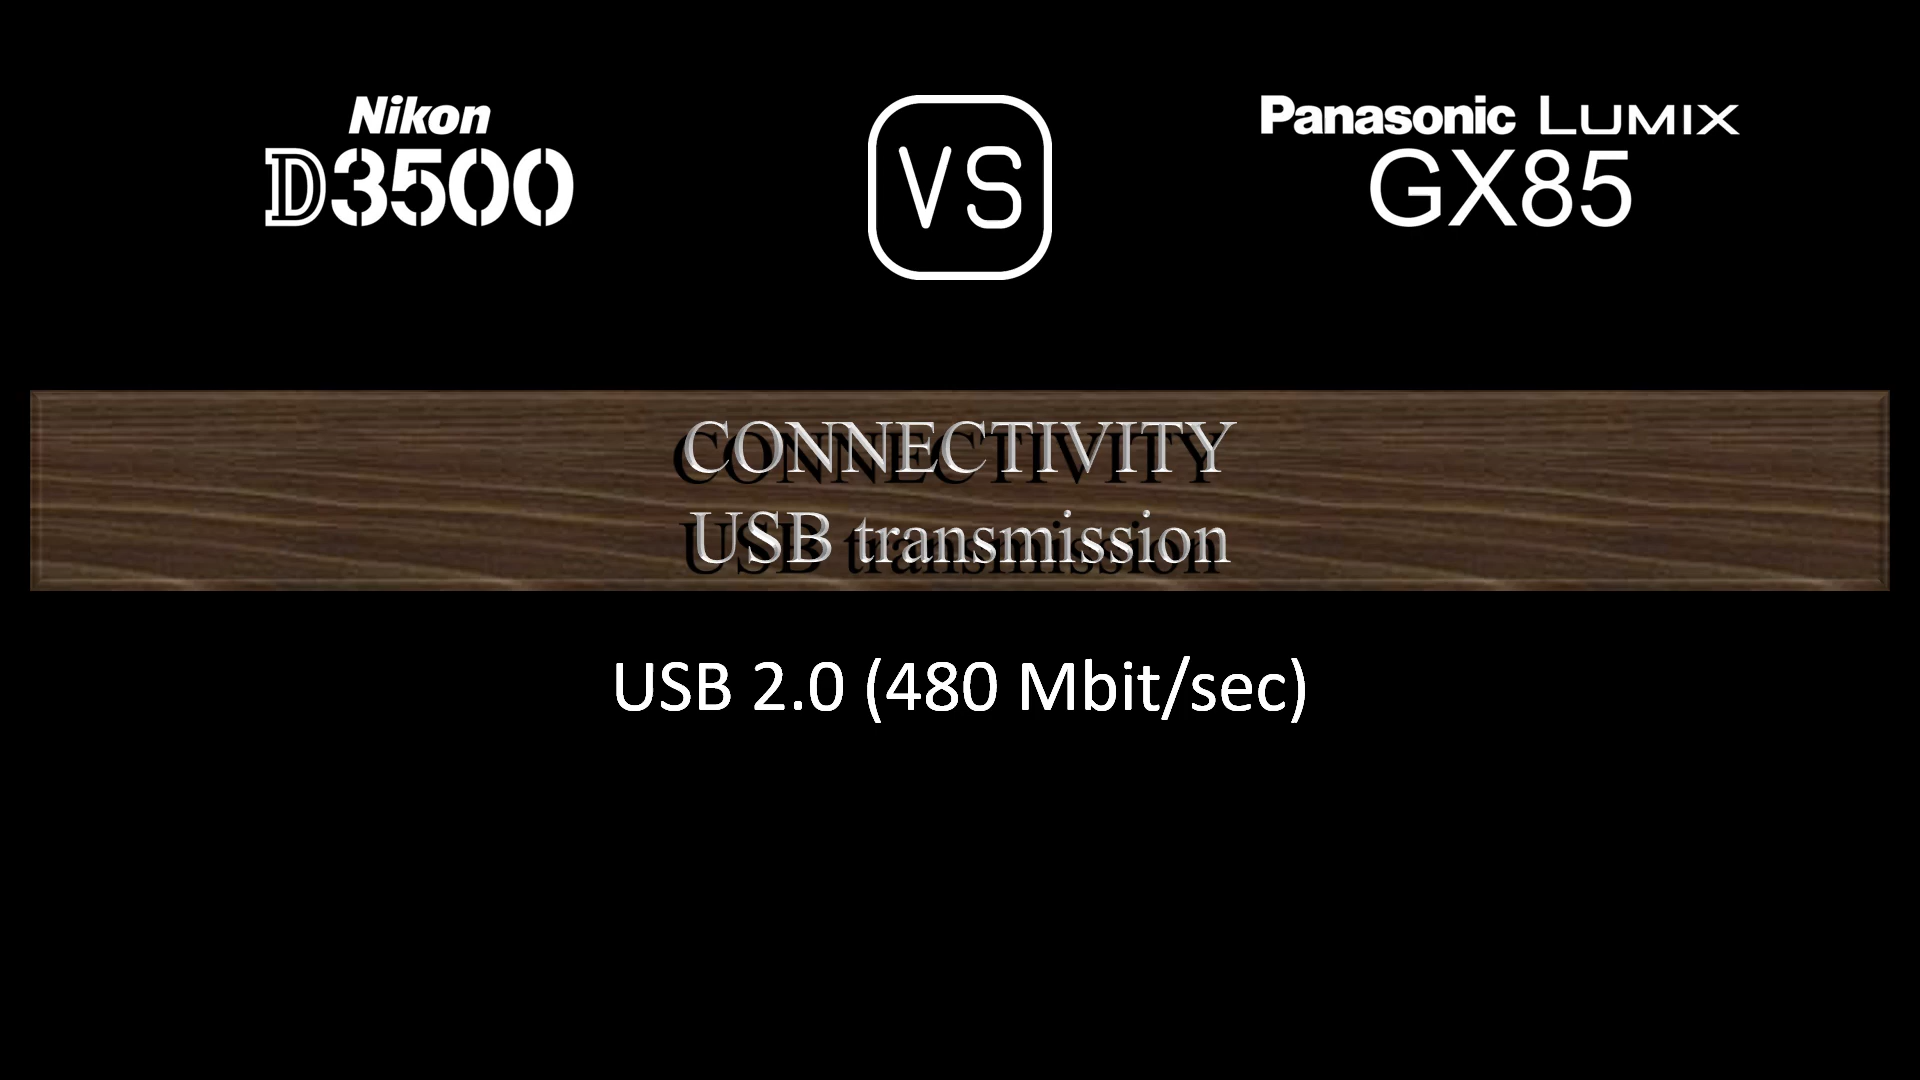 Nikon
D3500
VS
Panasonic LUMIX
GX85
CONNECTIVITY
USB transmission
USB 2.0 (480 Mbit/sec)